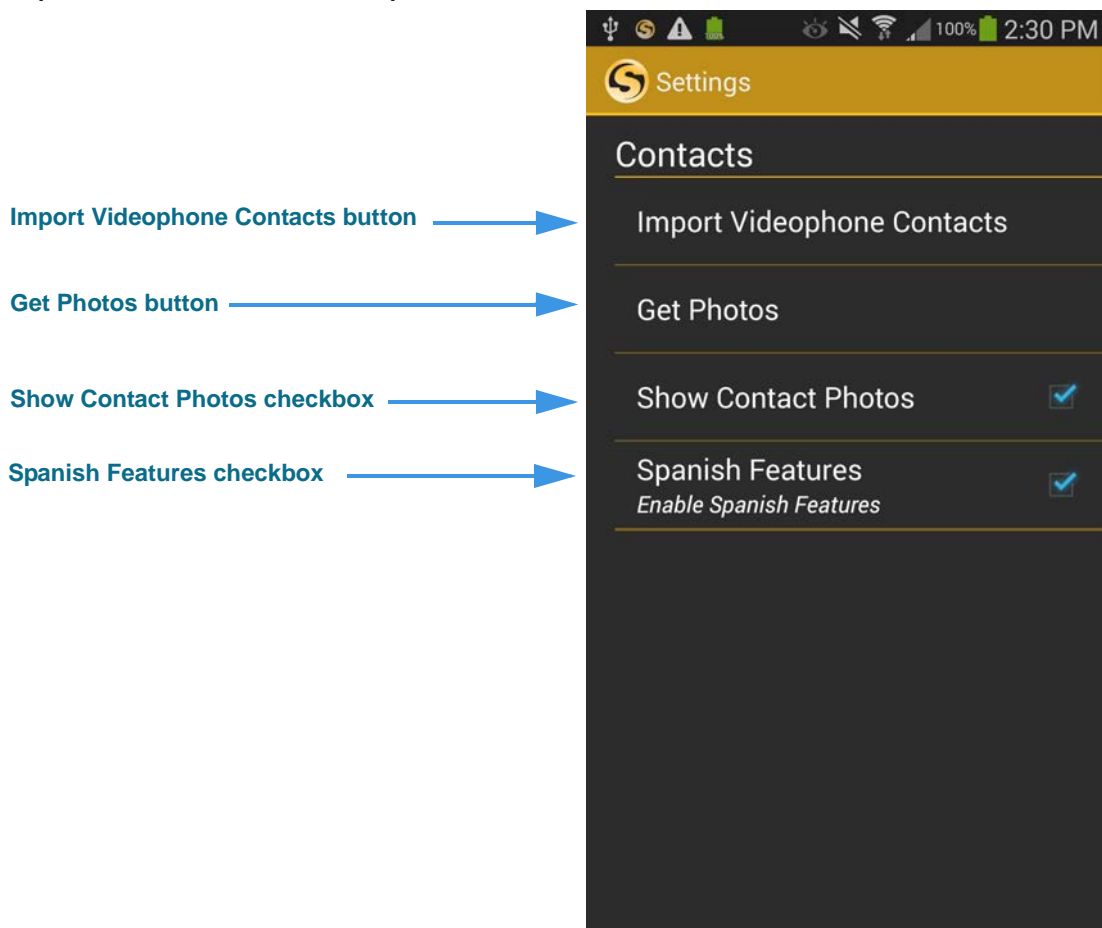 100% 2:30 PM
Settings
Contacts
Import Videophone Contacts button
Import Videophone Contacts
Get Photos button
Get Photos
Show Contact Photos checkbox
Show Contact Photos
Spanish Features checkbox
Spanish Features
Enable Spanish Features